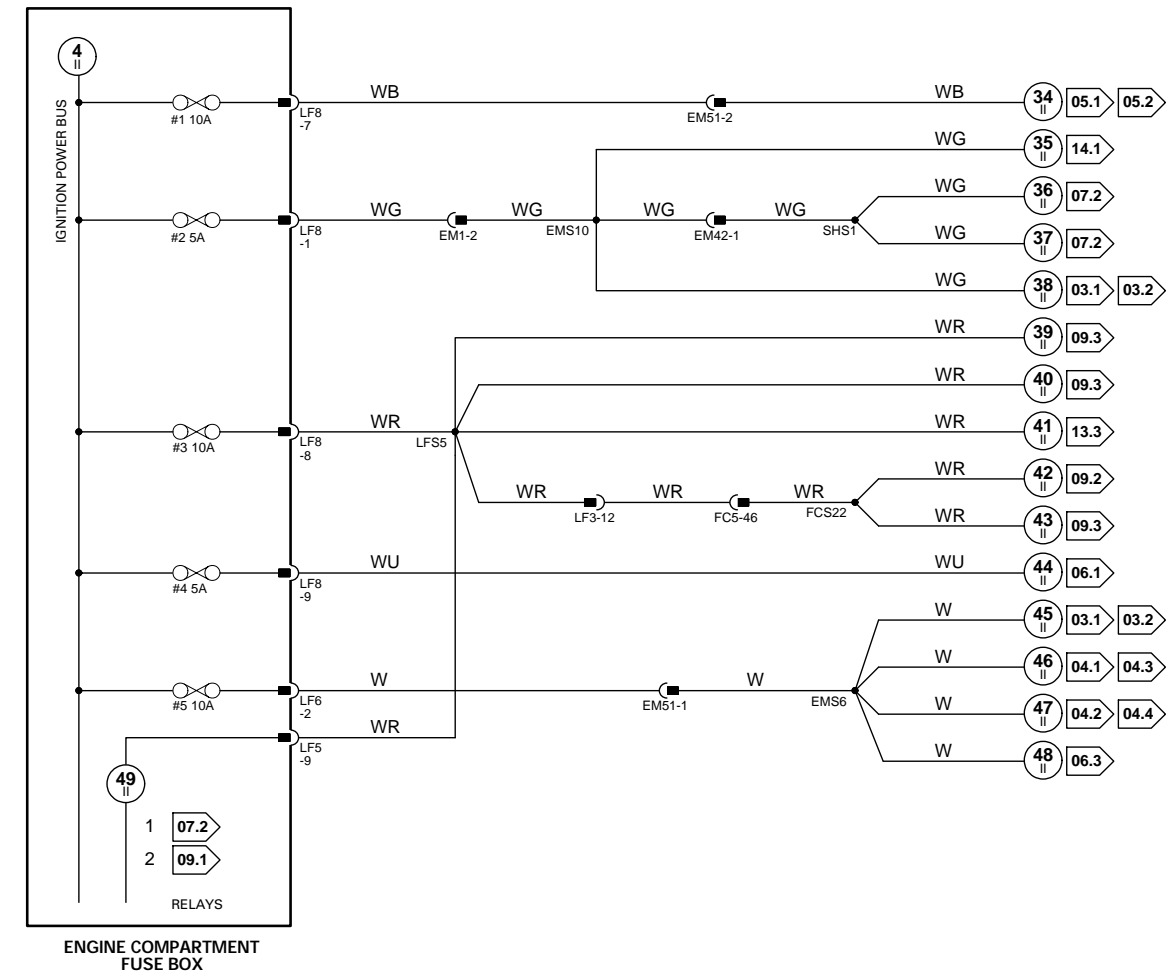 4
II
IGNITION POWER BUS
#1 10A
LF8
-7
WB
EM51-2
WB
34
II
05.1
05.2
WG
35
II
14.1
#2 5A
LF8
-1
WG
EM1-2
WG
EMS10
WG
EM42-1
WG
SHS1
WG
36
II
07.2
WG
37
II
07.2
WG
38
II
03.1
03.2
WR
39
II
09.3
WR
40
II
09.3
#3 10A
LF8
-8
WR
LFS5
WR
41
II
13.3
WR
LF3-12
WR
FC5-46
WR
FCS22
WR
42
II
09.2
WR
43
II
09.3
#4 5A
LF8
-9
WU
WU
44
II
06.1
W
45
II
03.1
03.2
#5 10A
LF6
-2
W
EM51-1
W
EMS6
W
46
II
04.1
04.3
W
47
II
04.2
04.4
W
48
II
06.3
LF5
-9
WR
49
II
1 07.2
2 09.1
RELAYS
ENGINE COMPARTMENT
FUSE BOX